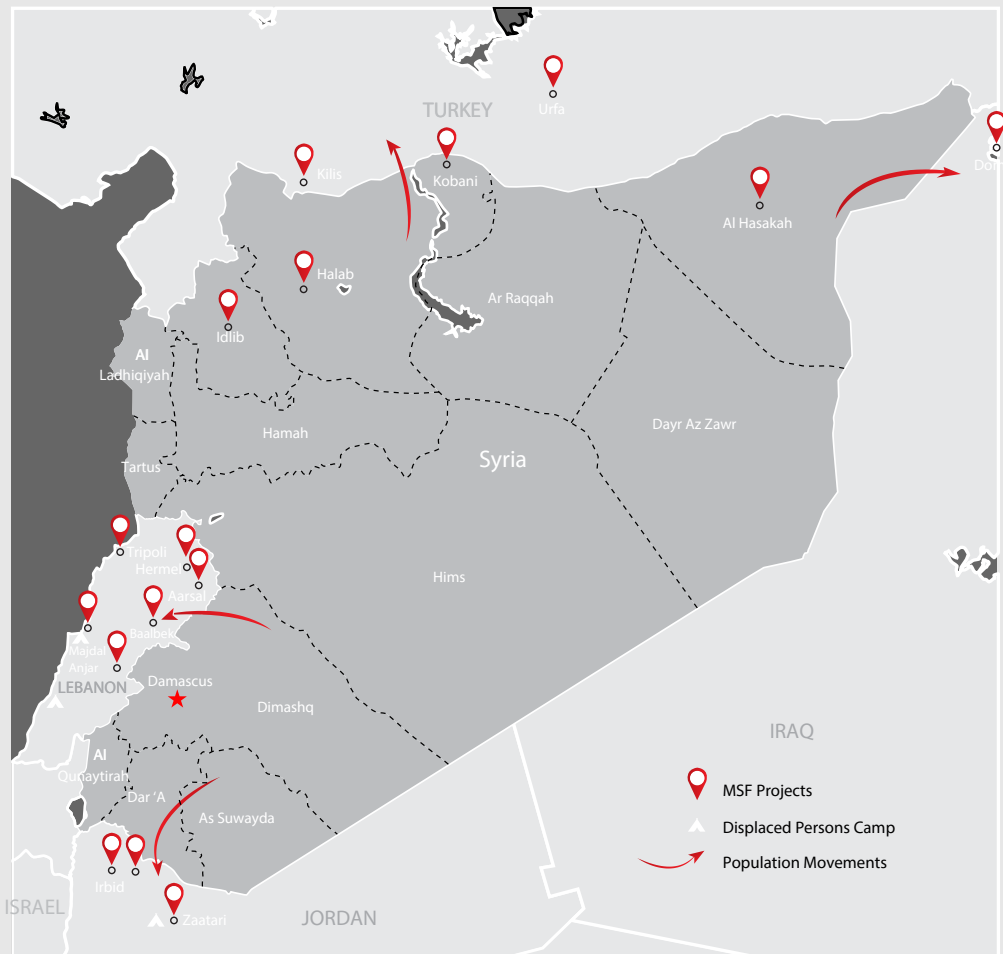 TURKEY
Urfa
Kilis
Kobani
Al Hasakah
Halab
Ar Raqqah
Idlib
Al
Ladhiqiyah
Hamah
Dayr Az Zawr
Syria
Tartus
Tripoli
Hermel
Aarsal
Hims
Baalbek
Majdal
Anjar
LEBANON
Damascus
Dimashq
IRAQ
Al
Qunaytirah
Dar ‘A
As Suwayda
MSF Projects
Displaced Persons Camp
Population Movements
Irbid
ISRAEL
Zaatari
JORDAN